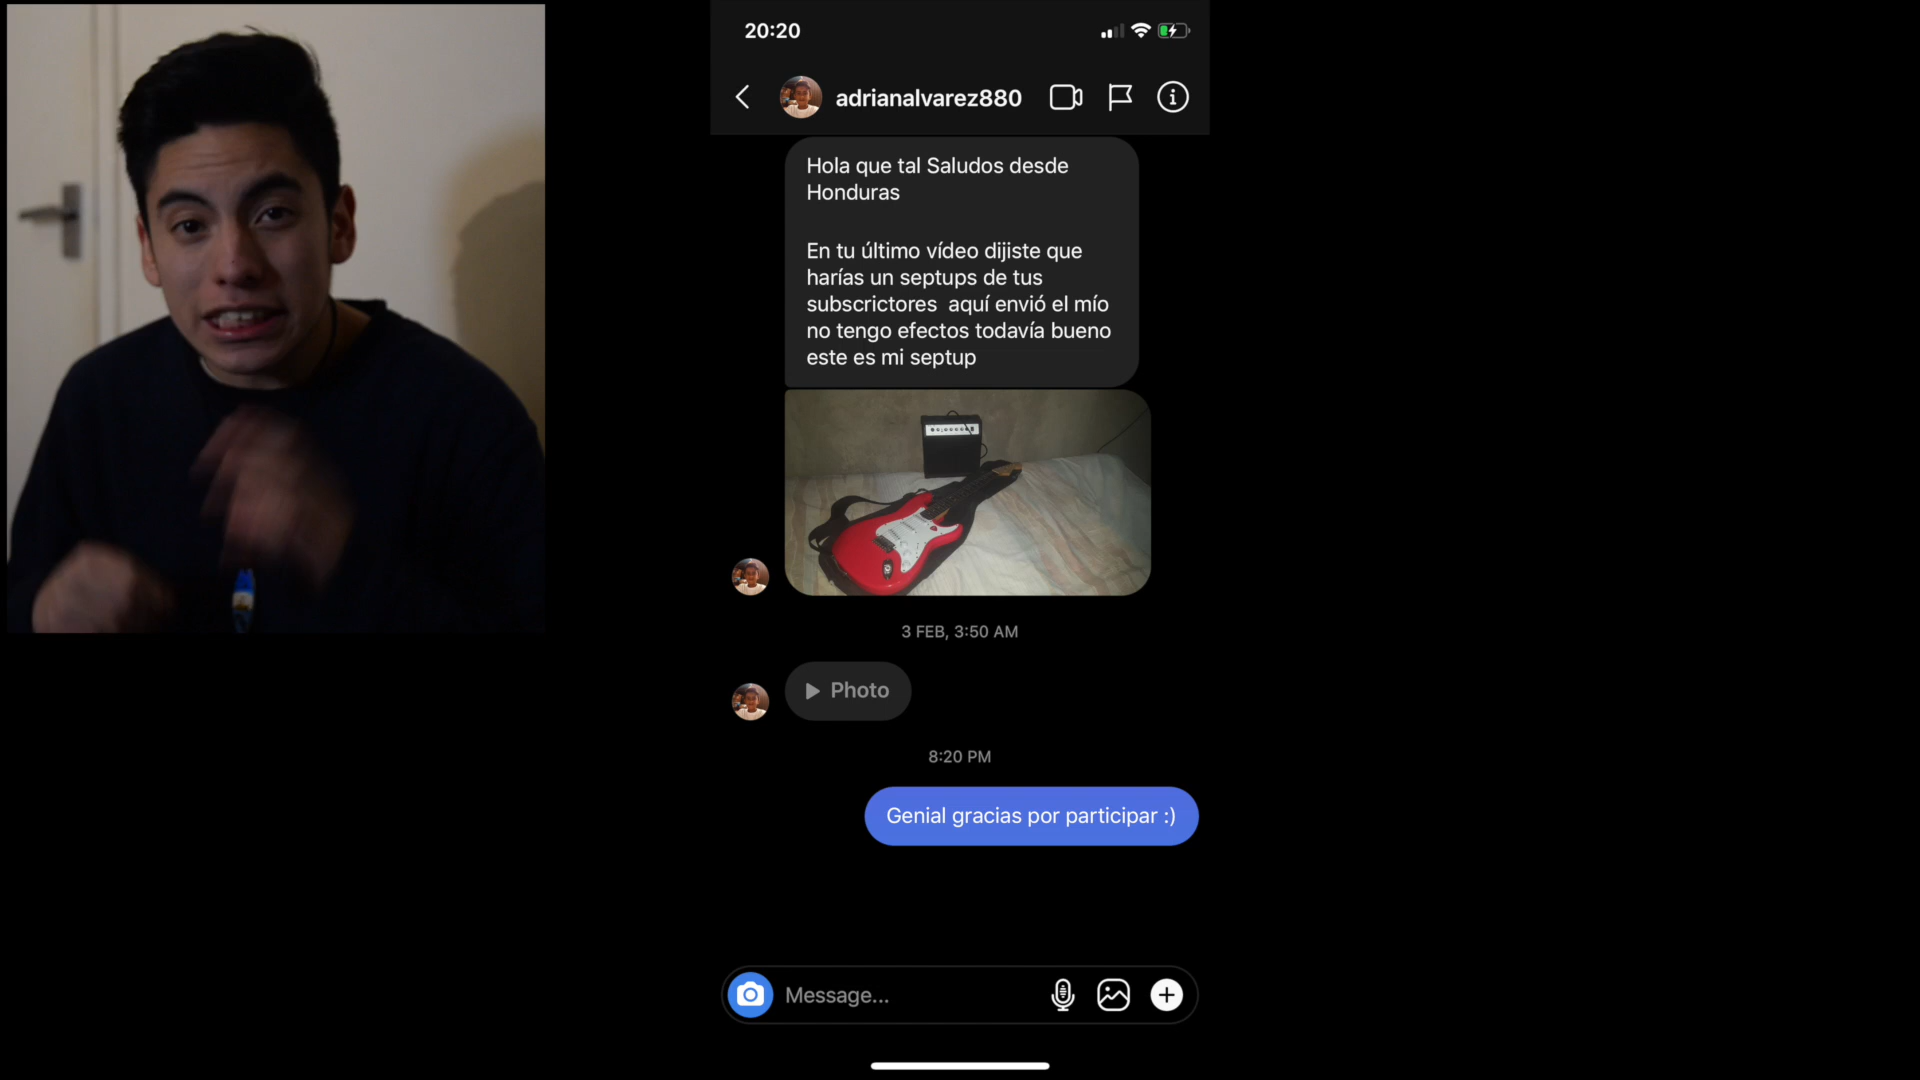 20:20
adrianalvarez880
Hola que tal Saludos desde
Honduras
En tu último vídeo dijiste que
harías un septups de tus
subscrictores  aquí envió el mío
no tengo efectos todavía bueno
este es mi septup
3 FEB, 3:50 AM
Photo
8:20 PM
Genial gracias por participar :)
Message...